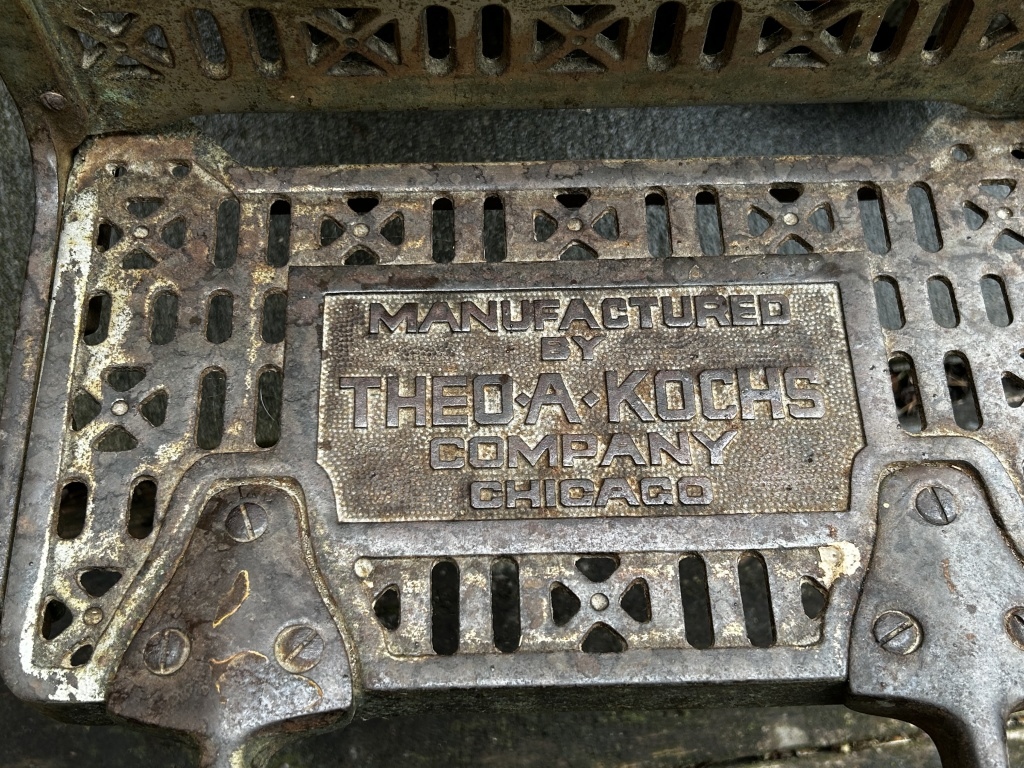 MANUFACTURED
BY
THEO·A·KOCHS
COMPANY
CHICAGO